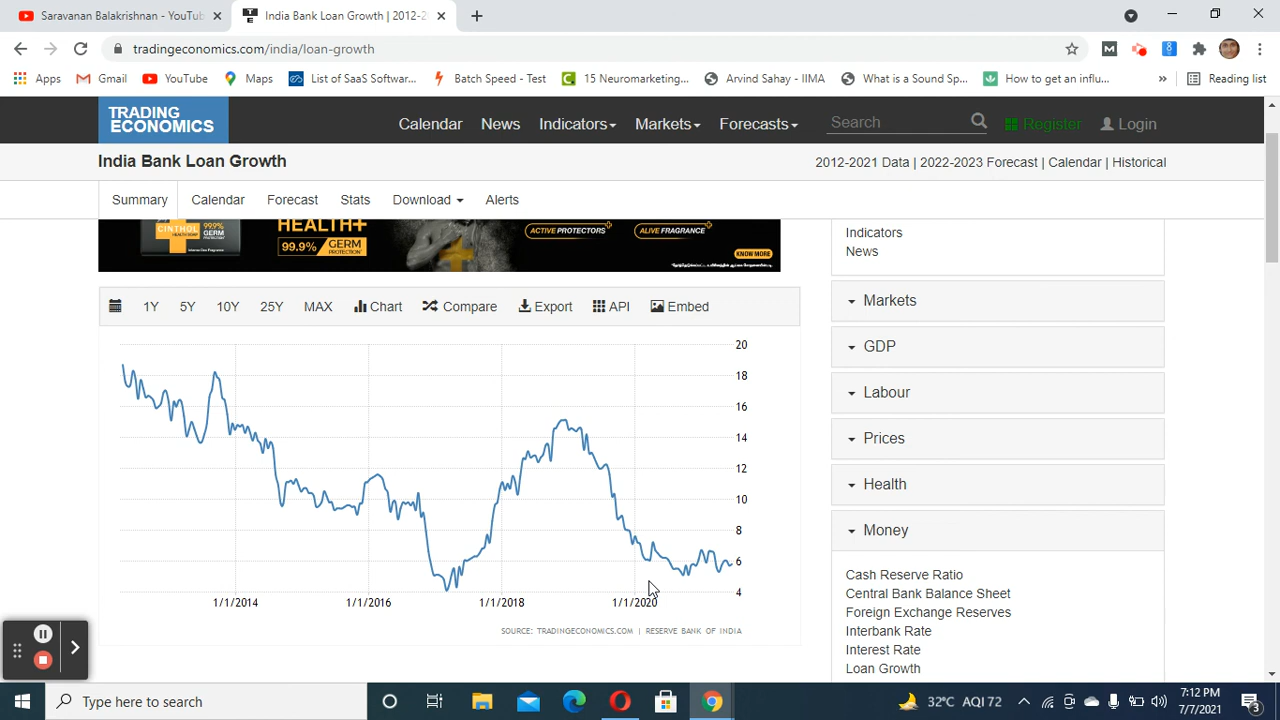 Saravanan Balakrishnan - YouTub
India Bank Loan Growth | 2012-2
tradingeconomics.com/india/loan-growth
Apps
Gmail
YouTube
Maps
List of SaaS Softwar...
Batch Speed - Test
15 Neuromarketing...
Arvind Sahay - IIMA
What is a Sound Sp...
How to get an influ...
»
Reading list
TRADING
ECONOMICS
Calendar
News
Indicators
Markets
Forecasts
Search
Register
Login
India Bank Loan Growth
2012-2021 Data | 2022-2023 Forecast | Calendar | Historical
Summary
Calendar
Forecast
Stats
Download
Alerts
CINTHOL
99.9%
HEALTH+
99.9% GERM PROTECTION
ACTIVE PROTECTORS
ALIVE FRAGRANCE
KNOW MORE
Indicators
News
1Y
5Y
10Y
25Y
MAX
Chart
Compare
Export
API
Embed
Markets
GDP
Labour
Prices
Health
Money
Cash Reserve Ratio
Central Bank Balance Sheet
Foreign Exchange Reserves
Interbank Rate
Interest Rate
Loan Growth
20
18
16
14
12
10
8
6
4
1/1/2014
1/1/2016
1/1/2018
1/1/2020
SOURCE: TRADINGECONOMICS.COM | RESERVE BANK OF INDIA
Type here to search
32°C AQI 72
7:12 PM
7/7/2021
3